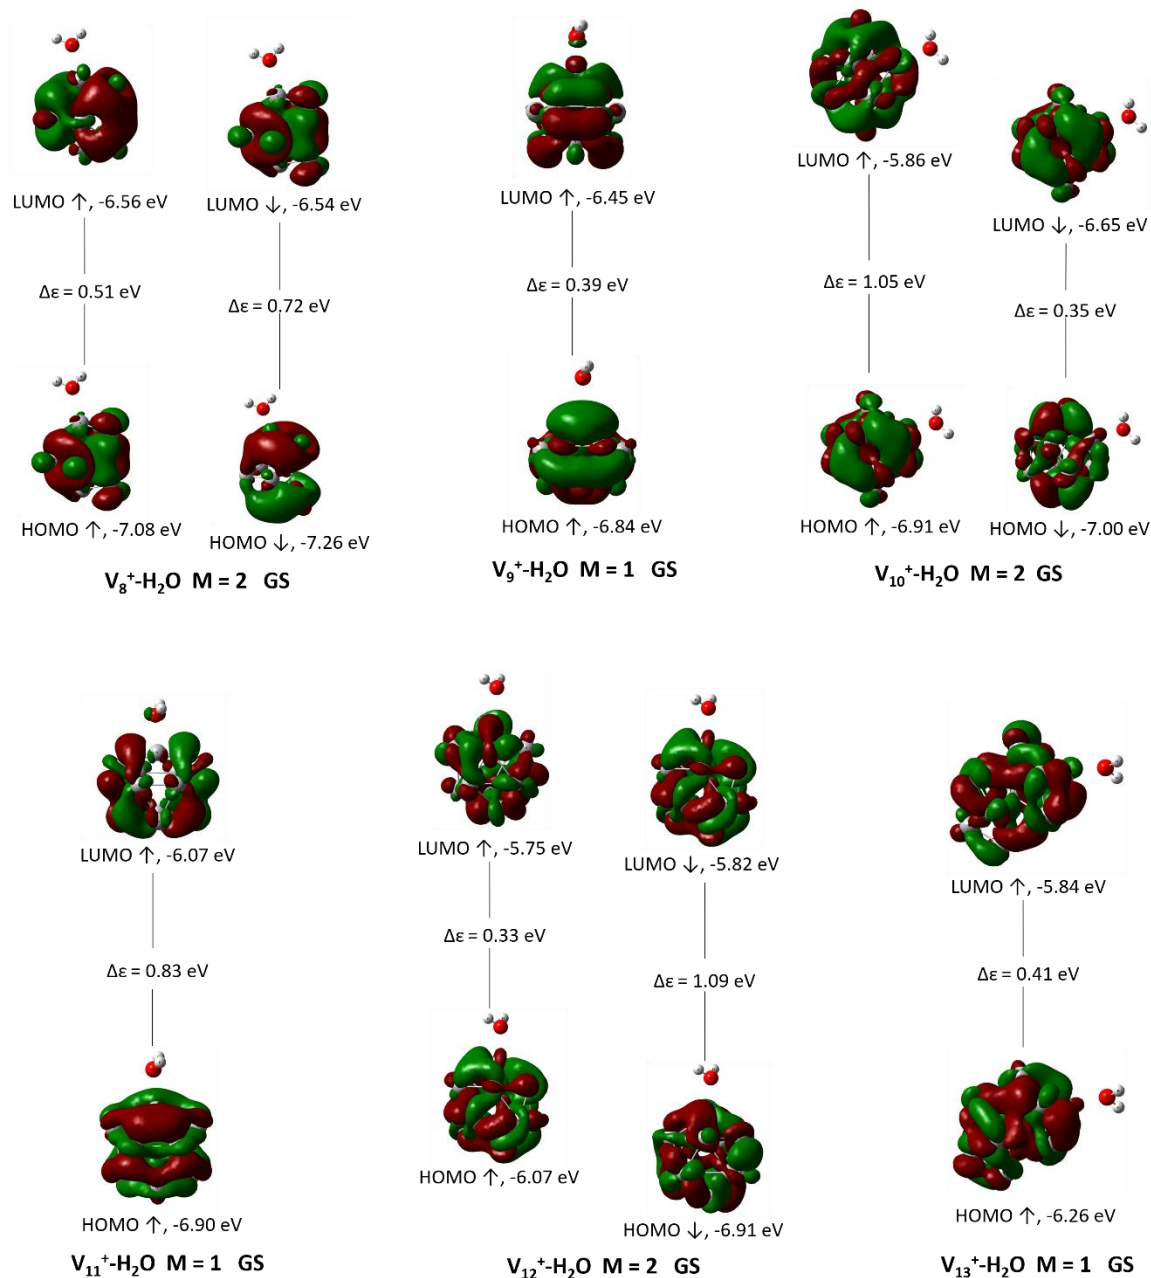 LUMO ↑, -6.56 eV
LUMO ↓, -6.54 eV
Δε = 0.51 eV
Δε = 0.72 eV
HOMO ↑, -7.08 eV
HOMO ↓, -7.26 eV
V₈⁺-H₂O M = 2 GS
LUMO ↑, -6.45 eV
Δε = 0.39 eV
HOMO ↑, -6.84 eV
V₉⁺-H₂O M = 1 GS
LUMO ↑, -5.86 eV
LUMO ↓, -6.65 eV
Δε = 1.05 eV
Δε = 0.35 eV
HOMO ↑, -6.91 eV
HOMO ↓, -7.00 eV
V₁₀⁺-H₂O M = 2 GS
LUMO ↑, -6.07 eV
Δε = 0.83 eV
HOMO ↑, -6.90 eV
V₁₁⁺-H₂O M = 1 GS
LUMO ↑, -5.75 eV
LUMO ↓, -5.82 eV
Δε = 0.33 eV
Δε = 1.09 eV
HOMO ↑, -6.07 eV
HOMO ↓, -6.91 eV
V₁₂⁺-H₂O M = 2 GS
LUMO ↑, -5.84 eV
Δε = 0.41 eV
HOMO ↑, -6.26 eV
V₁₃⁺-H₂O M = 1 GS